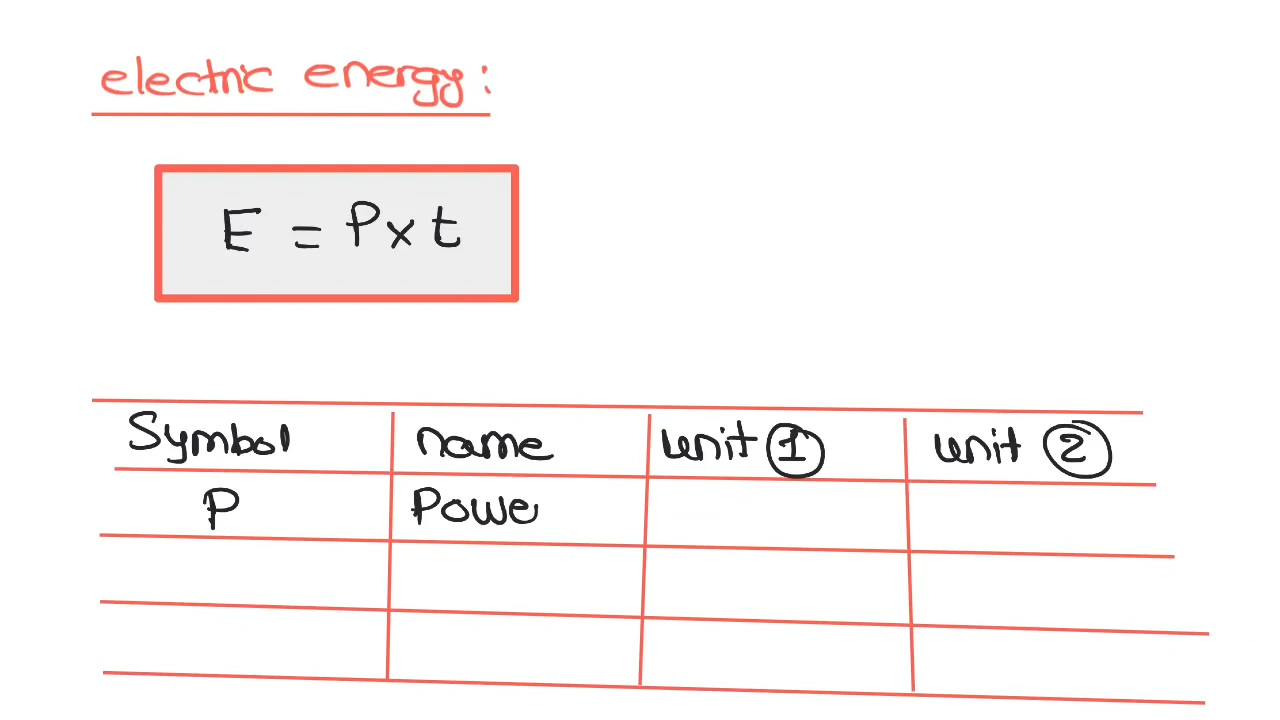 electric energy:
E = P x t
Symbol name unit 1 unit 2
P Powe